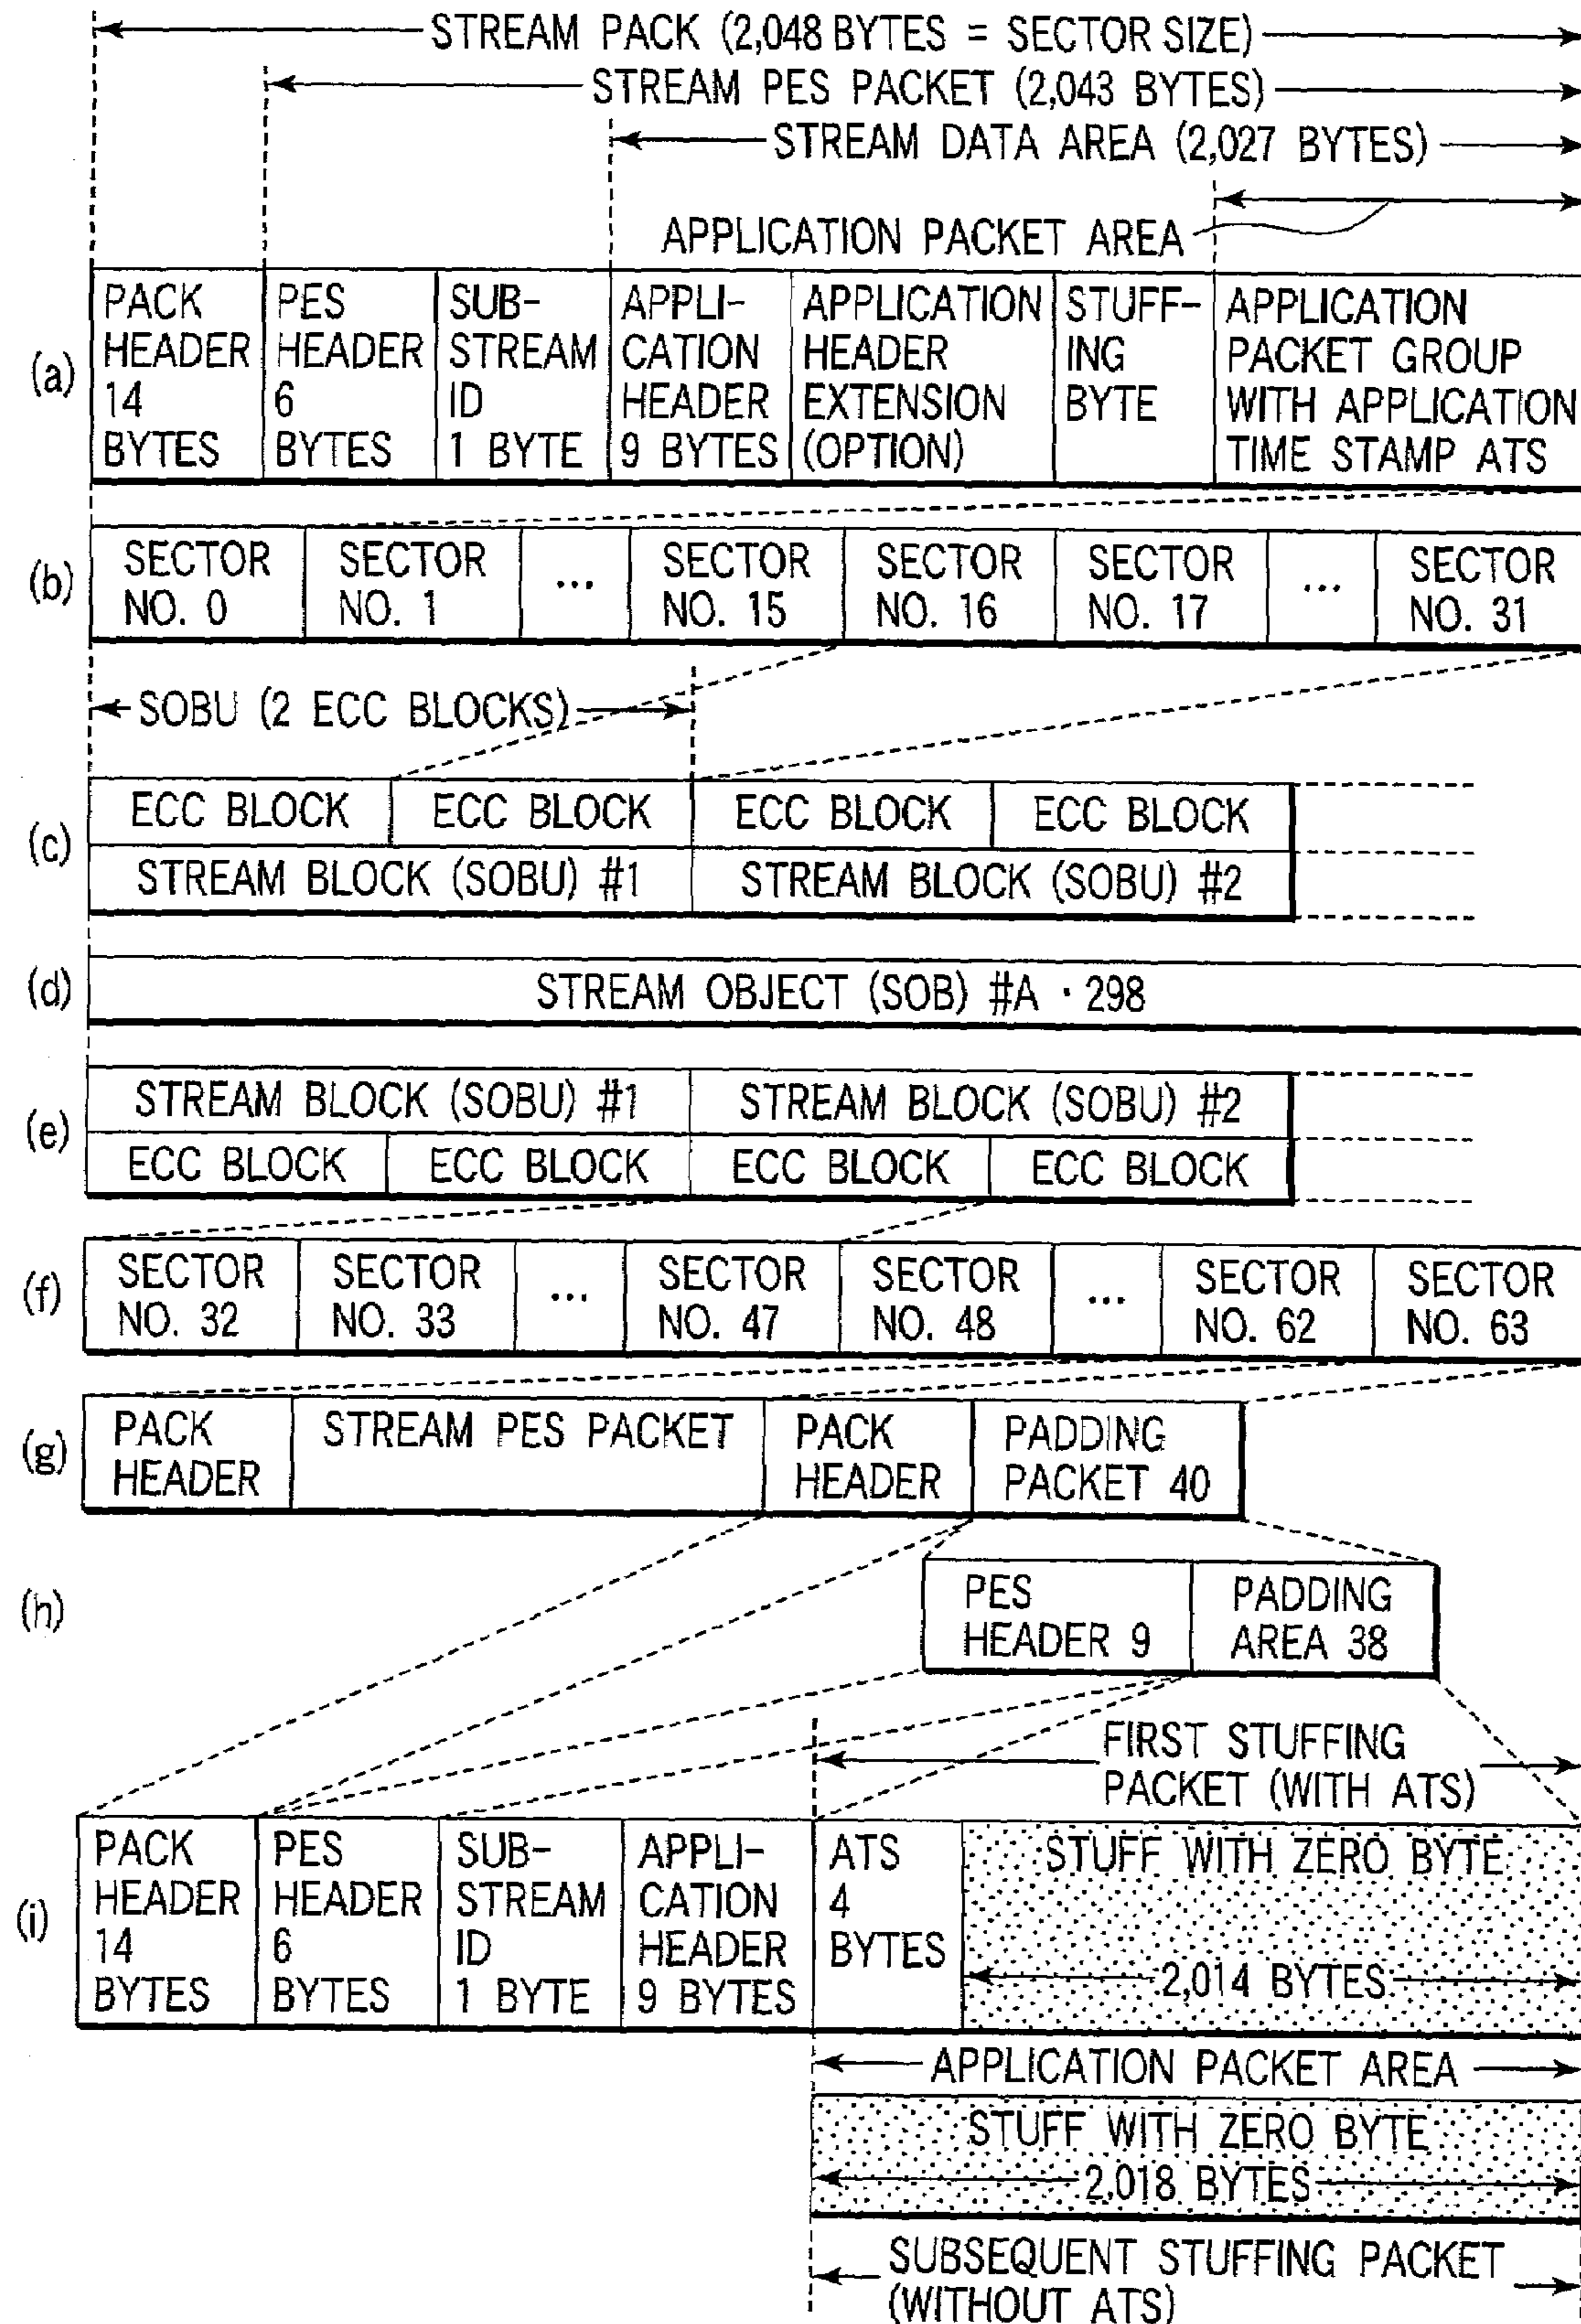 STREAM PACK (2,048 BYTES = SECTOR SIZE)
STREAM PES PACKET (2,043 BYTES)
STREAM DATA AREA (2,027 BYTES)
APPLICATION PACKET AREA
(a)
PACK HEADER 14 BYTES
PES HEADER 6 BYTES
SUB-STREAM ID 1 BYTE
APPLI-CATION HEADER 9 BYTES
APPLICATION HEADER EXTENSION (OPTION)
STUFF-ING BYTE
APPLICATION PACKET GROUP WITH APPLICATION TIME STAMP ATS
(b)
SECTOR NO. 0
SECTOR NO. 1
...
SECTOR NO. 15
SECTOR NO. 16
SECTOR NO. 17
...
SECTOR NO. 31
SOBU (2 ECC BLOCKS)
(c)
ECC BLOCK
ECC BLOCK
ECC BLOCK
ECC BLOCK
STREAM BLOCK (SOBU) #1
STREAM BLOCK (SOBU) #2
(d)
STREAM OBJECT (SOB) #A · 298
(e)
STREAM BLOCK (SOBU) #1
STREAM BLOCK (SOBU) #2
ECC BLOCK
ECC BLOCK
ECC BLOCK
ECC BLOCK
(f)
SECTOR NO. 32
SECTOR NO. 33
...
SECTOR NO. 47
SECTOR NO. 48
...
SECTOR NO. 62
SECTOR NO. 63
(g)
PACK HEADER
STREAM PES PACKET
PACK HEADER
PADDING PACKET 40
(h)
PES HEADER 9
PADDING AREA 38
FIRST STUFFING PACKET (WITH ATS)
(i)
PACK HEADER 14 BYTES
PES HEADER 6 BYTES
SUB-STREAM ID 1 BYTE
APPLI-CATION HEADER 9 BYTES
ATS 4 BYTES
STUFF WITH ZERO BYTE
2,014 BYTES
APPLICATION PACKET AREA
STUFF WITH ZERO BYTE
2,018 BYTES
SUBSEQUENT STUFFING PACKET (WITHOUT ATS)